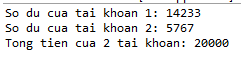 So du cua tai khoan 1: 14233
So du cua tai khoan 2: 5767
Tong tien cua 2 tai khoan: 20000